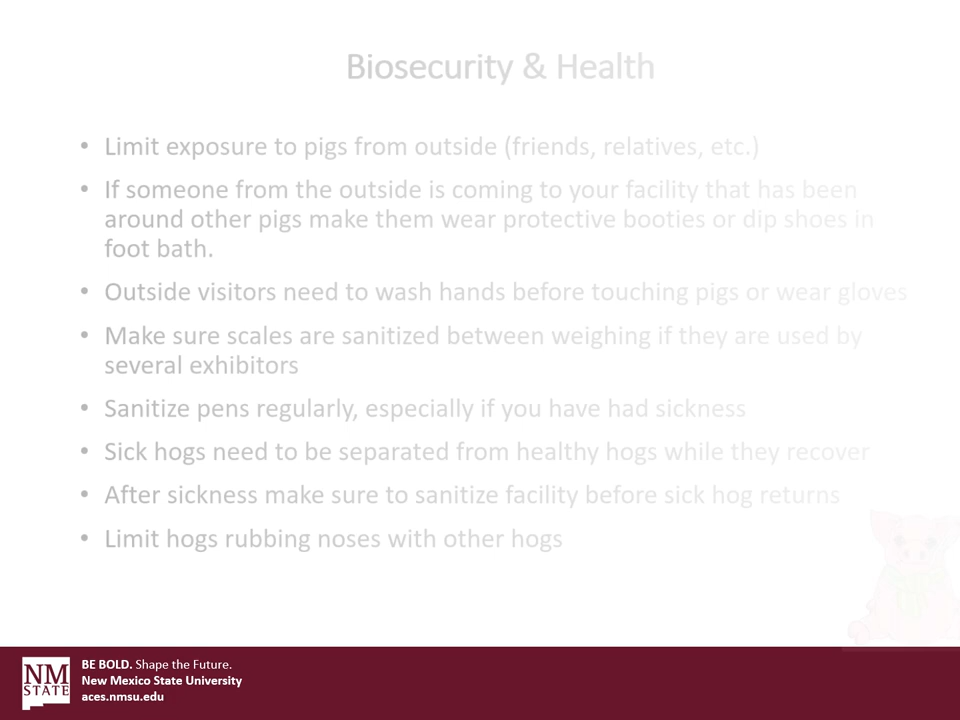 Biosecurity & Health
• Limit exposure to pigs from outside (friends, relatives, etc.)
• If someone from the outside is coming to your facility that has been
around other pigs make them wear protective booties or dip shoes in
foot bath.
• Outside visitors need to wash hands before touching pigs or wear gloves
• Make sure scales are sanitized between weighing if they are used by
several exhibitors
• Sanitize pens regularly, especially if you have had sickness
• Sick hogs need to be separated from healthy hogs while they recover
• After sickness make sure to sanitize facility before sick hog returns
• Limit hogs rubbing noses with other hogs
NM
STATE
BE BOLD. Shape the Future.
New Mexico State University
aces.nmsu.edu